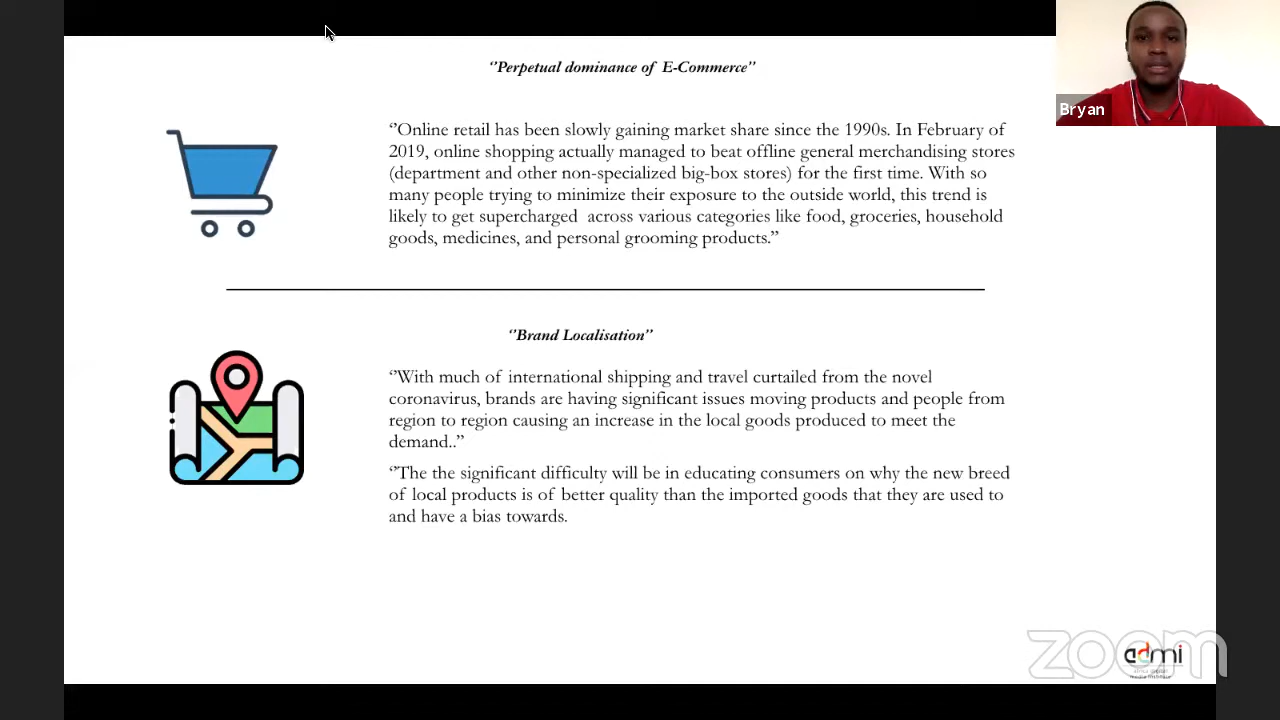 ‘’Perpetual dominance of E-Commerce’’
Bryan
‘’Online retail has been slowly gaining market share since the 1990s. In February of
2019, online shopping actually managed to beat offline general merchandising stores
(department and other non-specialized big-box stores) for the first time. With so
many people trying to minimize their exposure to the outside world, this trend is
likely to get supercharged across various categories like food, groceries, household
goods, medicines, and personal grooming products.’’
‘’Brand Localisation’’
‘’With much of international shipping and travel curtailed from the novel
coronavirus, brands are having significant issues moving products and people from
region to region causing an increase in the local goods produced to meet the
demand..’’
‘’The the significant difficulty will be in educating consumers on why the new breed
of local products is of better quality than the imported goods that they are used to
and have a bias towards.
zoom
admi
africa digital
media institute